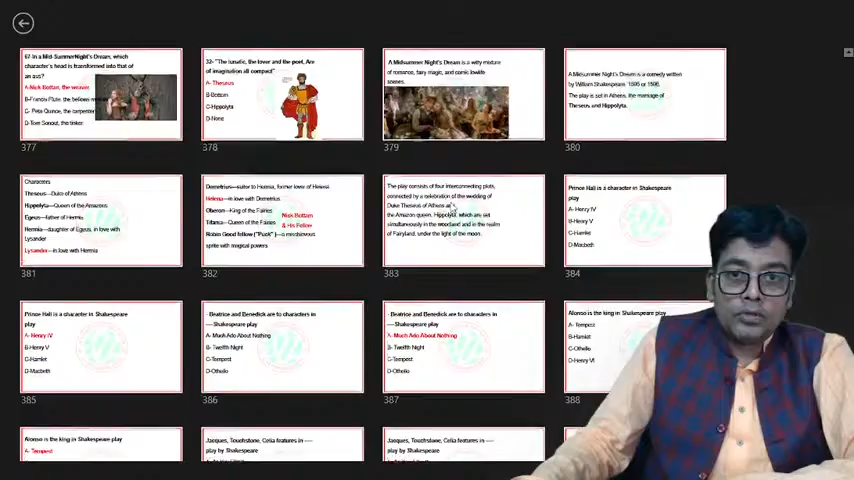 67-In a Mid-SummerNight's Dream, which
character's head is transformed into that of
an ass?
A-Nick Bottan, the weaver
B-Francis Flute, the bellows
C- Peta Quince, the carpenter
D-Tom Snout, the tinker
377
32- "The lunatic, the lover and the poet, Are
of imagination all compact"
A- Theseus
B-Bottom
C-Hippolyta
D-None
378
A Midsummer Night's Dream is a witty mixture
of romance, fairy magic, and comic lowlife
scenes.
379
A Midsummer Night's Dream is a comedy written
by William Shakespeare 1595 or 1596.
The play is set in Athens, the marriage of
Theseus and Hippolyta.
380
Characters
Theseus—Duke of Athens
Hippolyta—Queen of the Amazons
Egeus—father of Hermia
Hermia—daughter of Egeus, in love with
Lysander
Lysander—in love with Hermia
381
Demetrius—suitor to Hermia, former lover of Helena
Helena—in love with Demetrius
Oberon—King of the Fairies
Titania—Queen of the Fairies
Nick Bottam
& His Fellow
Robin Goodfellow ("Puck")—a mischievous
sprite with magical powers
382
The play consists of four interconnecting plots,
connected by a celebration of the wedding of
Duke Theseus of Athens
the Amazon queen, Hippolyta, which are set
simultaneously in the woodland and in the realm
of Fairyland, under the light of the moon.
383
Prince Hall is a character in Shakespeare
play
A- Henry IV
B-Henry V
C-Hamlet
D-Macbeth
384
Prince Hall is a character in Shakespeare
play
A- Henry IV
B-Henry V
C-Hamlet
D-Macbeth
385
- Beatrice and Benedick are to characters in
----Shakespeare play
A- Much Ado About Nothing
B- Twelfth Night
C-Tempest
D-Othello
386
- Beatrice and Benedick are to characters in
----Shakespeare play
A- Much Ado About Nothing
B- Twelfth Night
C-Tempest
D-Othello
387
Alonso is the king in Shakespeare play
A- Tempest
B-Hamlet
C-Othello
D-Henry VI
388
Alonso is the king in Shakespeare play
A- Tempest
Jacques, Touchstone, Celia features in ----
play by Shakespeare
Jacques, Touchstone, Celia features in ----
play by Shakespeare